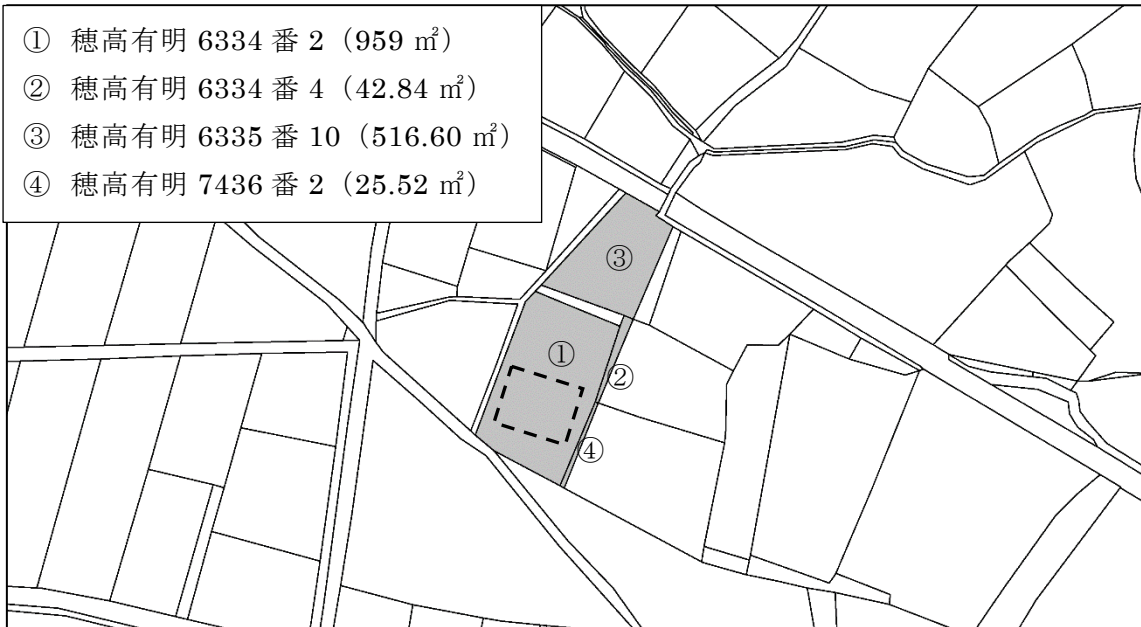 ① 穂高有明 6334 番 2（959 ㎡）
② 穂高有明 6334 番 4（42.84 ㎡）
③ 穂高有明 6335 番 10（516.60 ㎡）
④ 穂高有明 7436 番 2（25.52 ㎡）
③
①
②
④